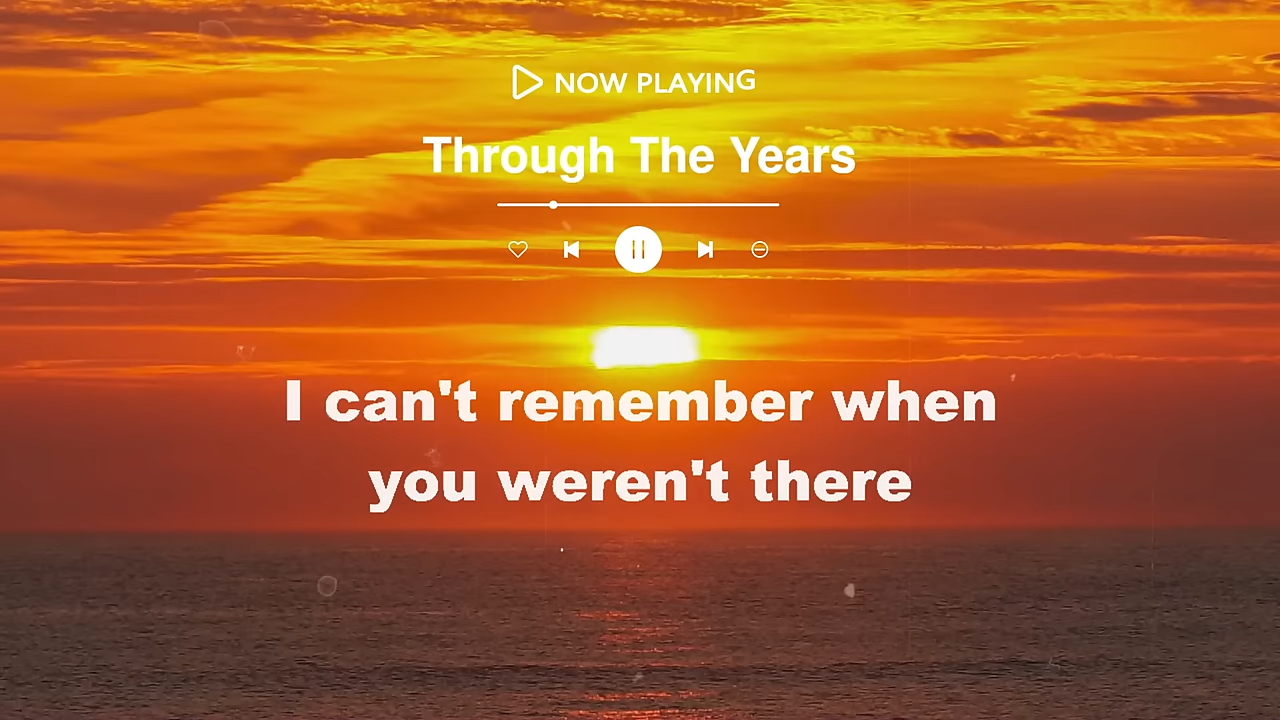 NOW PLAYING
Through The Years
I can't remember when
you weren't there